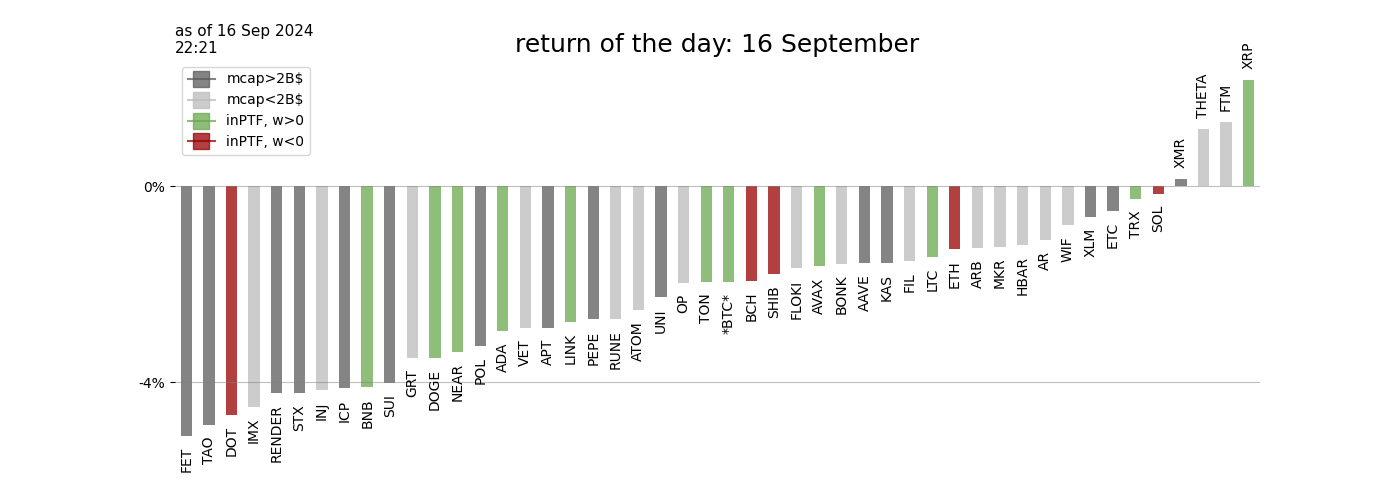 as of 16 Sep 2024
22:21
return of the day: 16 September
mcap>2B$
mcap<2B$
inPTF, w>0
inPTF, w<0
0%
-4%
FET
TAO
DOT
IMX
RENDER
STX
INJ
ICP
BNB
SUI
GRT
DOGE
NEAR
POL
ADA
VET
APT
LINK
PEPE
RUNE
ATOM
UNI
OP
TON
*BTC*
BCH
SHIB
FLOKI
AVAX
BONK
AAVE
KAS
FIL
LTC
ETH
ARB
MKR
HBAR
AR
WIF
XLM
ETC
TRX
SOL
XMR
THETA
FTM
XRP